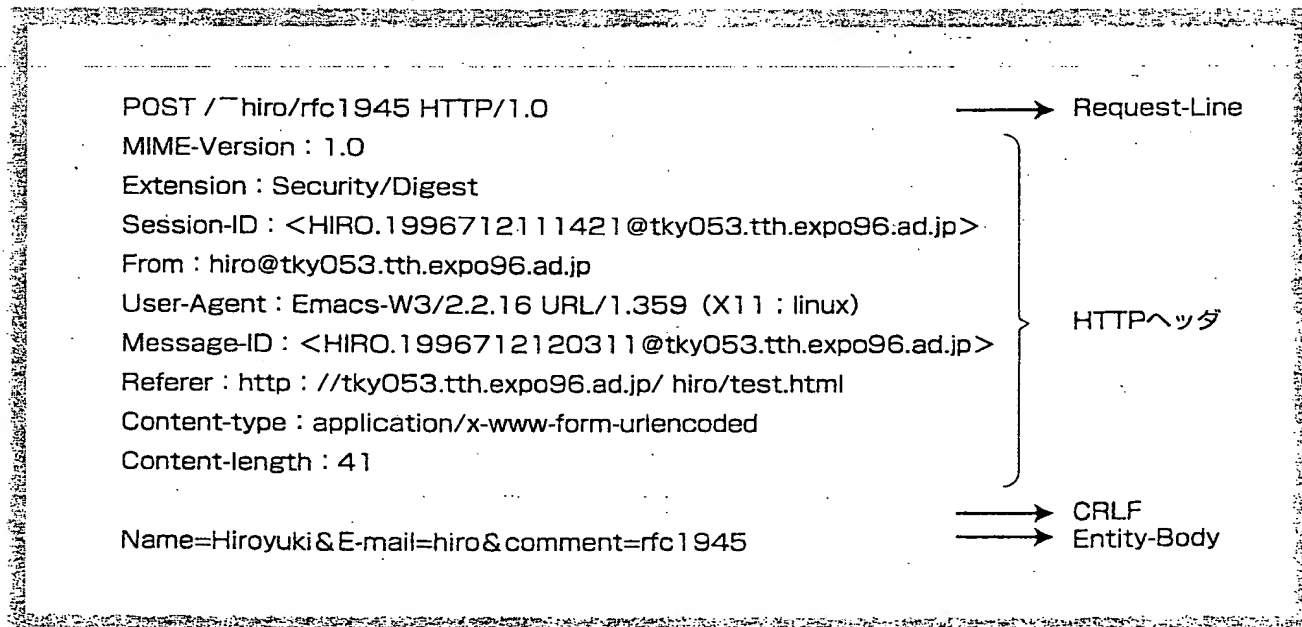 POST /￣hiro/rfc1945 HTTP/1.0 → Request-Line
MIME-Version：1.0
Extension：Security/Digest
Session-ID：<HIRO.1996712111421@tky053.tth.expo96.ad.jp>
From：hiro@tky053.tth.expo96.ad.jp
User-Agent：Emacs-W3/2.2.16 URL/1.359（X11；linux）
HTTPヘッダ
Message-ID：<HIRO.1996712120311@tky053.tth.expo96.ad.jp>
Referer：http：//tky053.tth.expo96.ad.jp/ hiro/test.html
Content-type：application/x-www-form-urlencoded
Content-length：41
→ CRLF
Name=Hiroyuki&E-mail=hiro&comment=rfc1945 → Entity-Body